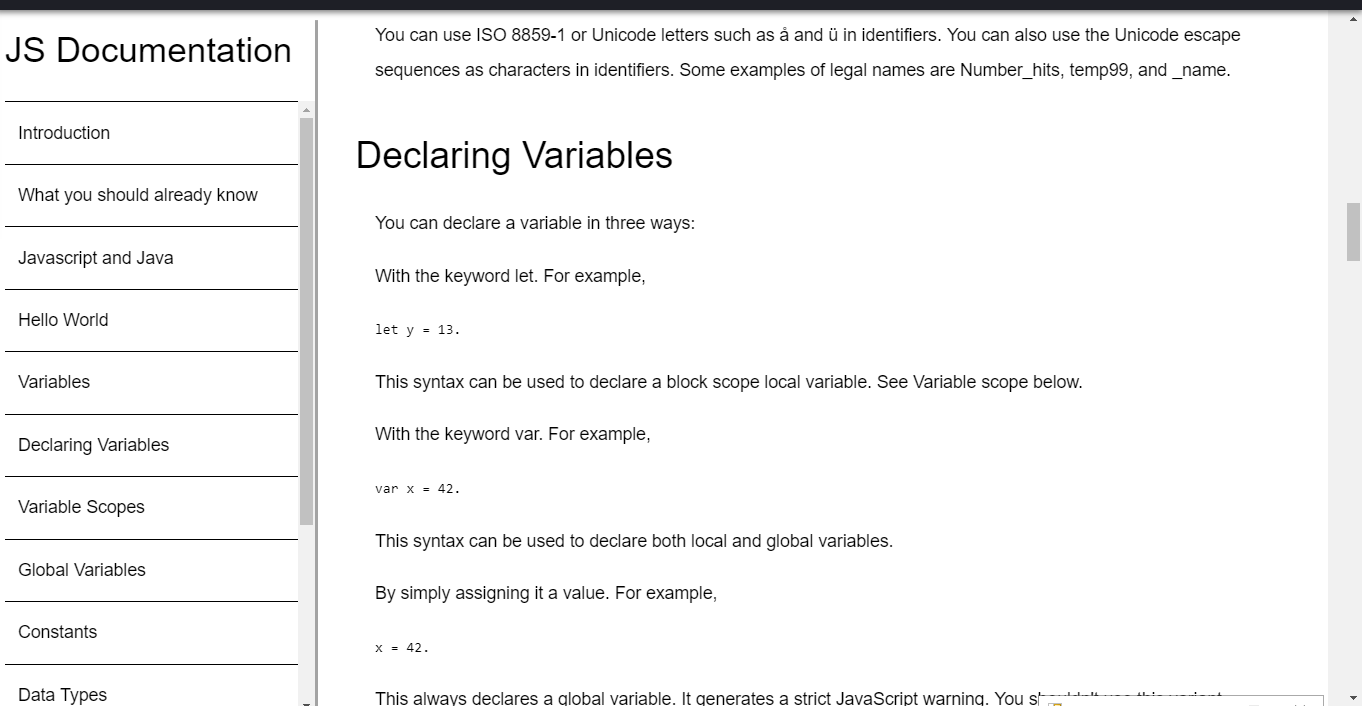 JS Documentation
Introduction
What you should already know
Javascript and Java
Hello World
Variables
Declaring Variables
Variable Scopes
Global Variables
Constants
Data Types
You can use ISO 8859-1 or Unicode letters such as å and ü in identifiers. You can also use the Unicode escape
sequences as characters in identifiers. Some examples of legal names are Number_hits, temp99, and _name.
Declaring Variables
You can declare a variable in three ways:
With the keyword let. For example,
let y = 13.
This syntax can be used to declare a block scope local variable. See Variable scope below.
With the keyword var. For example,
var x = 42.
This syntax can be used to declare both local and global variables.
By simply assigning it a value. For example,
x = 42.
This always declares a global variable. It generates a strict JavaScript warning. You shouldn't use this variant